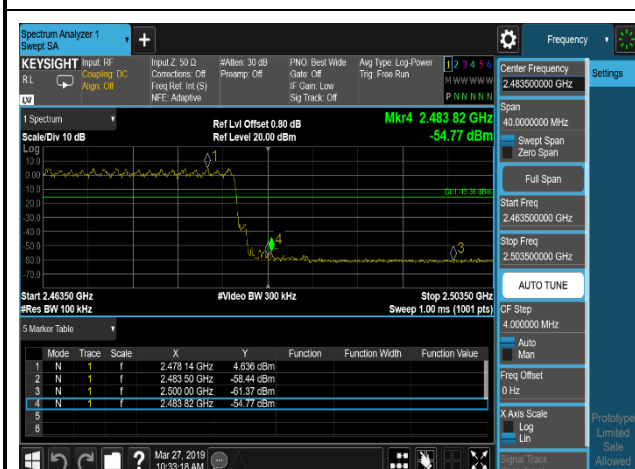 Spectrum Analyzer 1
Swept SA
+
Frequency
KEYSIGHT
RL
LXI
Input: RF
Coupling: DC
Align: Off
Input Z: 50 Ω
Corrections: Off
Freq Ref: Int (S)
NFE: Adaptive
#Atten: 30 dB
Preamp: Off
PNO: Best Wide
Gate: Off
IF Gain: Low
Sig Track: Off
Avg Type: Log-Power
Trig: Free Run
1 2 3 4 5 6
M W W W W W
P N N N N N
1 Spectrum
Scale/Div 10 dB
Ref Lvl Offset 0.80 dB
Ref Level 20.00 dBm
Mkr4 2.483 82 GHz
-54.77 dBm
Log
10.0
0.00
-10.0
-20.0
-30.0
-40.0
-50.0
-60.0
-70.0
1
4
3
DL1 -15.36 dBm
Start 2.46350 GHz
#Res BW 100 kHz
#Video BW 300 kHz
Stop 2.50350 GHz
Sweep 1.00 ms (1001 pts)
5 Marker Table
Mode Trace Scale X Y Function Function Width Function Value
1 N 1 f 2.478 14 GHz 4.636 dBm
2 N 1 f 2.483 50 GHz -58.44 dBm
3 N 1 f 2.500 00 GHz -61.37 dBm
4 N 1 f 2.483 82 GHz -54.77 dBm
5
6
Mar 27, 2019
10:33:18 AM
Center Frequency
2.483500000 GHz
Span
40.0000000 MHz
Swept Span
Zero Span
Full Span
Start Freq
2.463500000 GHz
Stop Freq
2.503500000 GHz
AUTO TUNE
CF Step
4.000000 MHz
Auto
Man
Freq Offset
0 Hz
X Axis Scale
Log
Lin
Signal Track
Settings
Prototype
Limited
Sale
Allowed